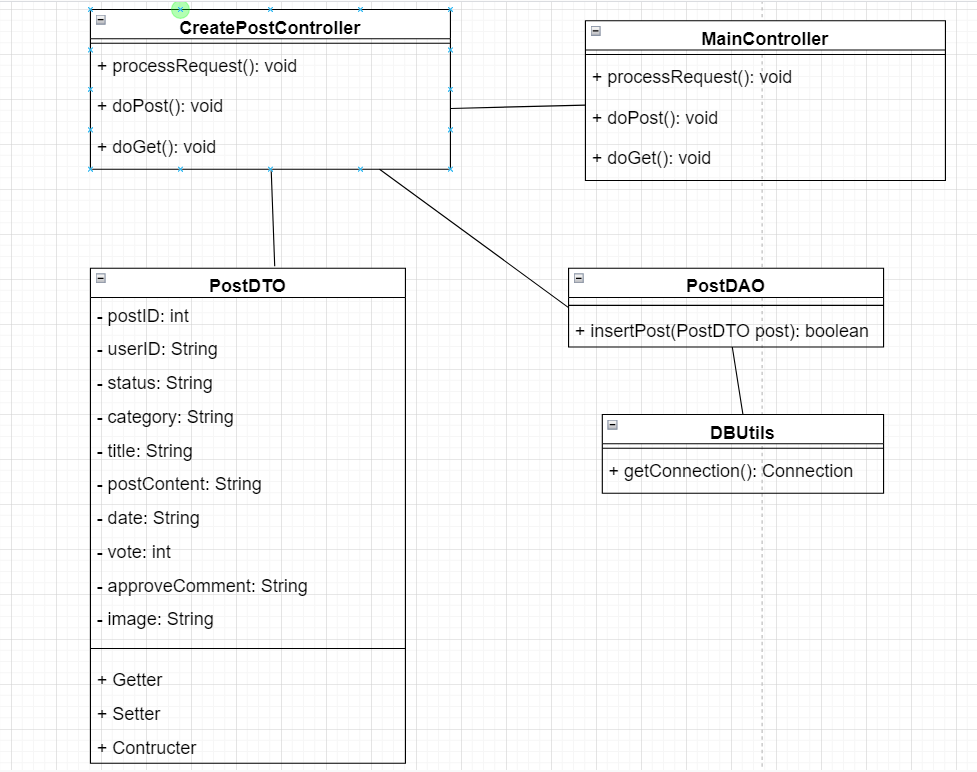 CreatePostController
+ processRequest(): void
+ doPost(): void
+ doGet(): void
MainController
+ processRequest(): void
+ doPost(): void
+ doGet(): void
PostDTO
- postID: int
- userID: String
- status: String
- category: String
- title: String
- postContent: String
- date: String
- vote: int
- approveComment: String
- image: String
+ Getter
+ Setter
+ Contructer
PostDAO
+ insertPost(PostDTO post): boolean
DBUtils
+ getConnection(): Connection